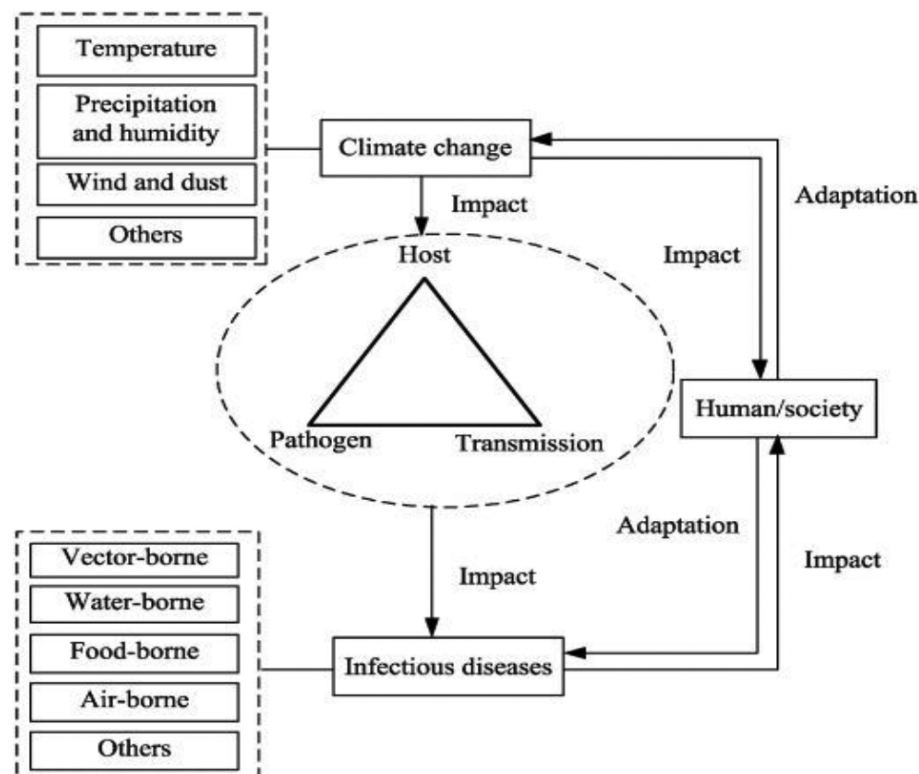 Temperature
Precipitation
and humidity
Wind and dust
Others
Climate change
Impact
Adaptation
Impact
Host
Pathogen
Transmission
Human/society
Adaptation
Impact
Impact
Vector-borne
Water-borne
Food-borne
Air-borne
Others
Infectious diseases